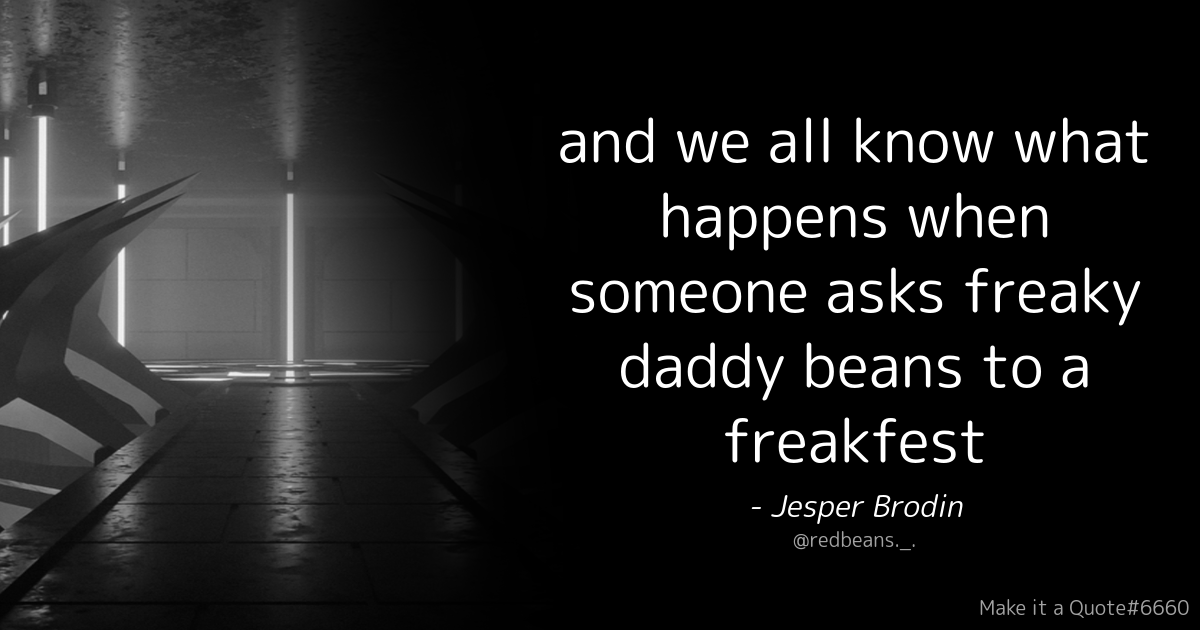 and we all know what
happens when
someone asks freaky
daddy beans to a
freakfest
- Jesper Brodin
@redbeans._.
Make it a Quote#6660